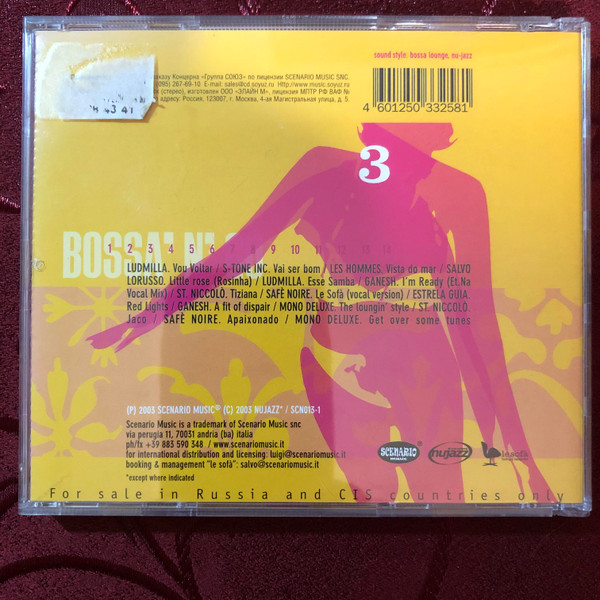 sound style: bossa lounge, nu-jazz
заказу Концерна «Группа СОЮЗ» по лицензии SCENARIO MUSIC SNC.
(095) 267-69-10 E-mail: sales@cd.soyuz.ru Http://www.music.soyuz.ru
(стерео), изготовлен ООО «ЭЛАЙН М», лицензия МПТР РФ ВАФ №
адресу: Россия, 123007, г. Москва, 4-ая Магистральная улица, д. 5.
4 601250 332581
3
BOSSA' N'
1 2 3 4 5 6 7 8 9 10 11 12 13 14
LUDMILLA. Vou Voltar / S-TONE INC. Vai ser bom / LES HOMMES. Vista do mar / SALVO
LORUSSO. Little rose (Rosinha) / LUDMILLA. Esse Samba / GANESH. I'm Ready (Et.Na
Vocal Mix) / ST. NICCOLÒ. Tiziana / SAFÈ NOIRE. Le Sofà (vocal version) / ESTRELA GUIA.
Red Lights / GANESH. A fit of dispair / MONO DELUXE. The loungin' style / ST. NICCOLÒ.
Jaco / SAFÈ NOIRE. Apaixonado / MONO DELUXE. Get over some tunes
(P) 2003 SCENARIO MUSIC® (C) 2003 NUJAZZ* / SCN013-1
Scenario Music is a trademark of Scenario Music snc
via perugia 11, 70031 andria (ba) italia
ph/fx +39 883 590 348 / www.scenariomusic.it
for international distribution and licensing: luigi@scenariomusic.it
booking & management "le sofà": salvo@scenariomusic.it
*except where indicated
SCENARIO
nujazz
le sofà
For sale in Russia and CIS countries only